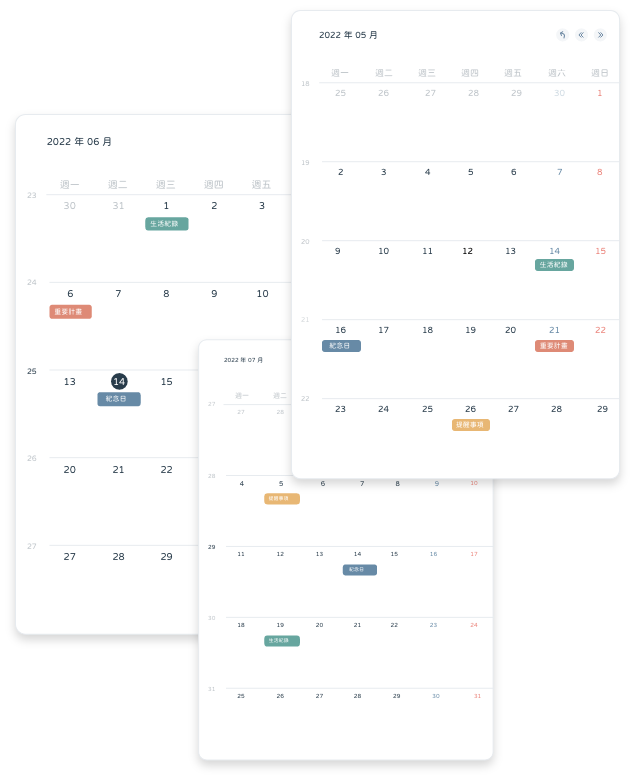 2022 年 05 月
週一 週二 週三 週四 週五 週六 週日
18
25 26 27 28 29 30 1
19
2 3 4 5 6 7 8
20
9 10 11 12 13 14 15
生活紀錄
21
16 17 18 19 20 21 22
紀念日 重要計畫
22
23 24 25 26 27 28 29
提醒事項
2022 年 06 月
週一 週二 週三 週四 週五
23
30 31 1 2 3
生活紀錄
24
6 7 8 9 10
重要計畫
25
13 14 15
紀念日
26
20 21 22
27
27 28 29
2022 年 07 月
週一 週二
27
27 28
28
4 5 6 7 8 9 10
提醒事項
29
11 12 13 14 15 16 17
紀念日
30
18 19 20 21 22 23 24
生活紀錄
31
25 26 27 28 29 30 31